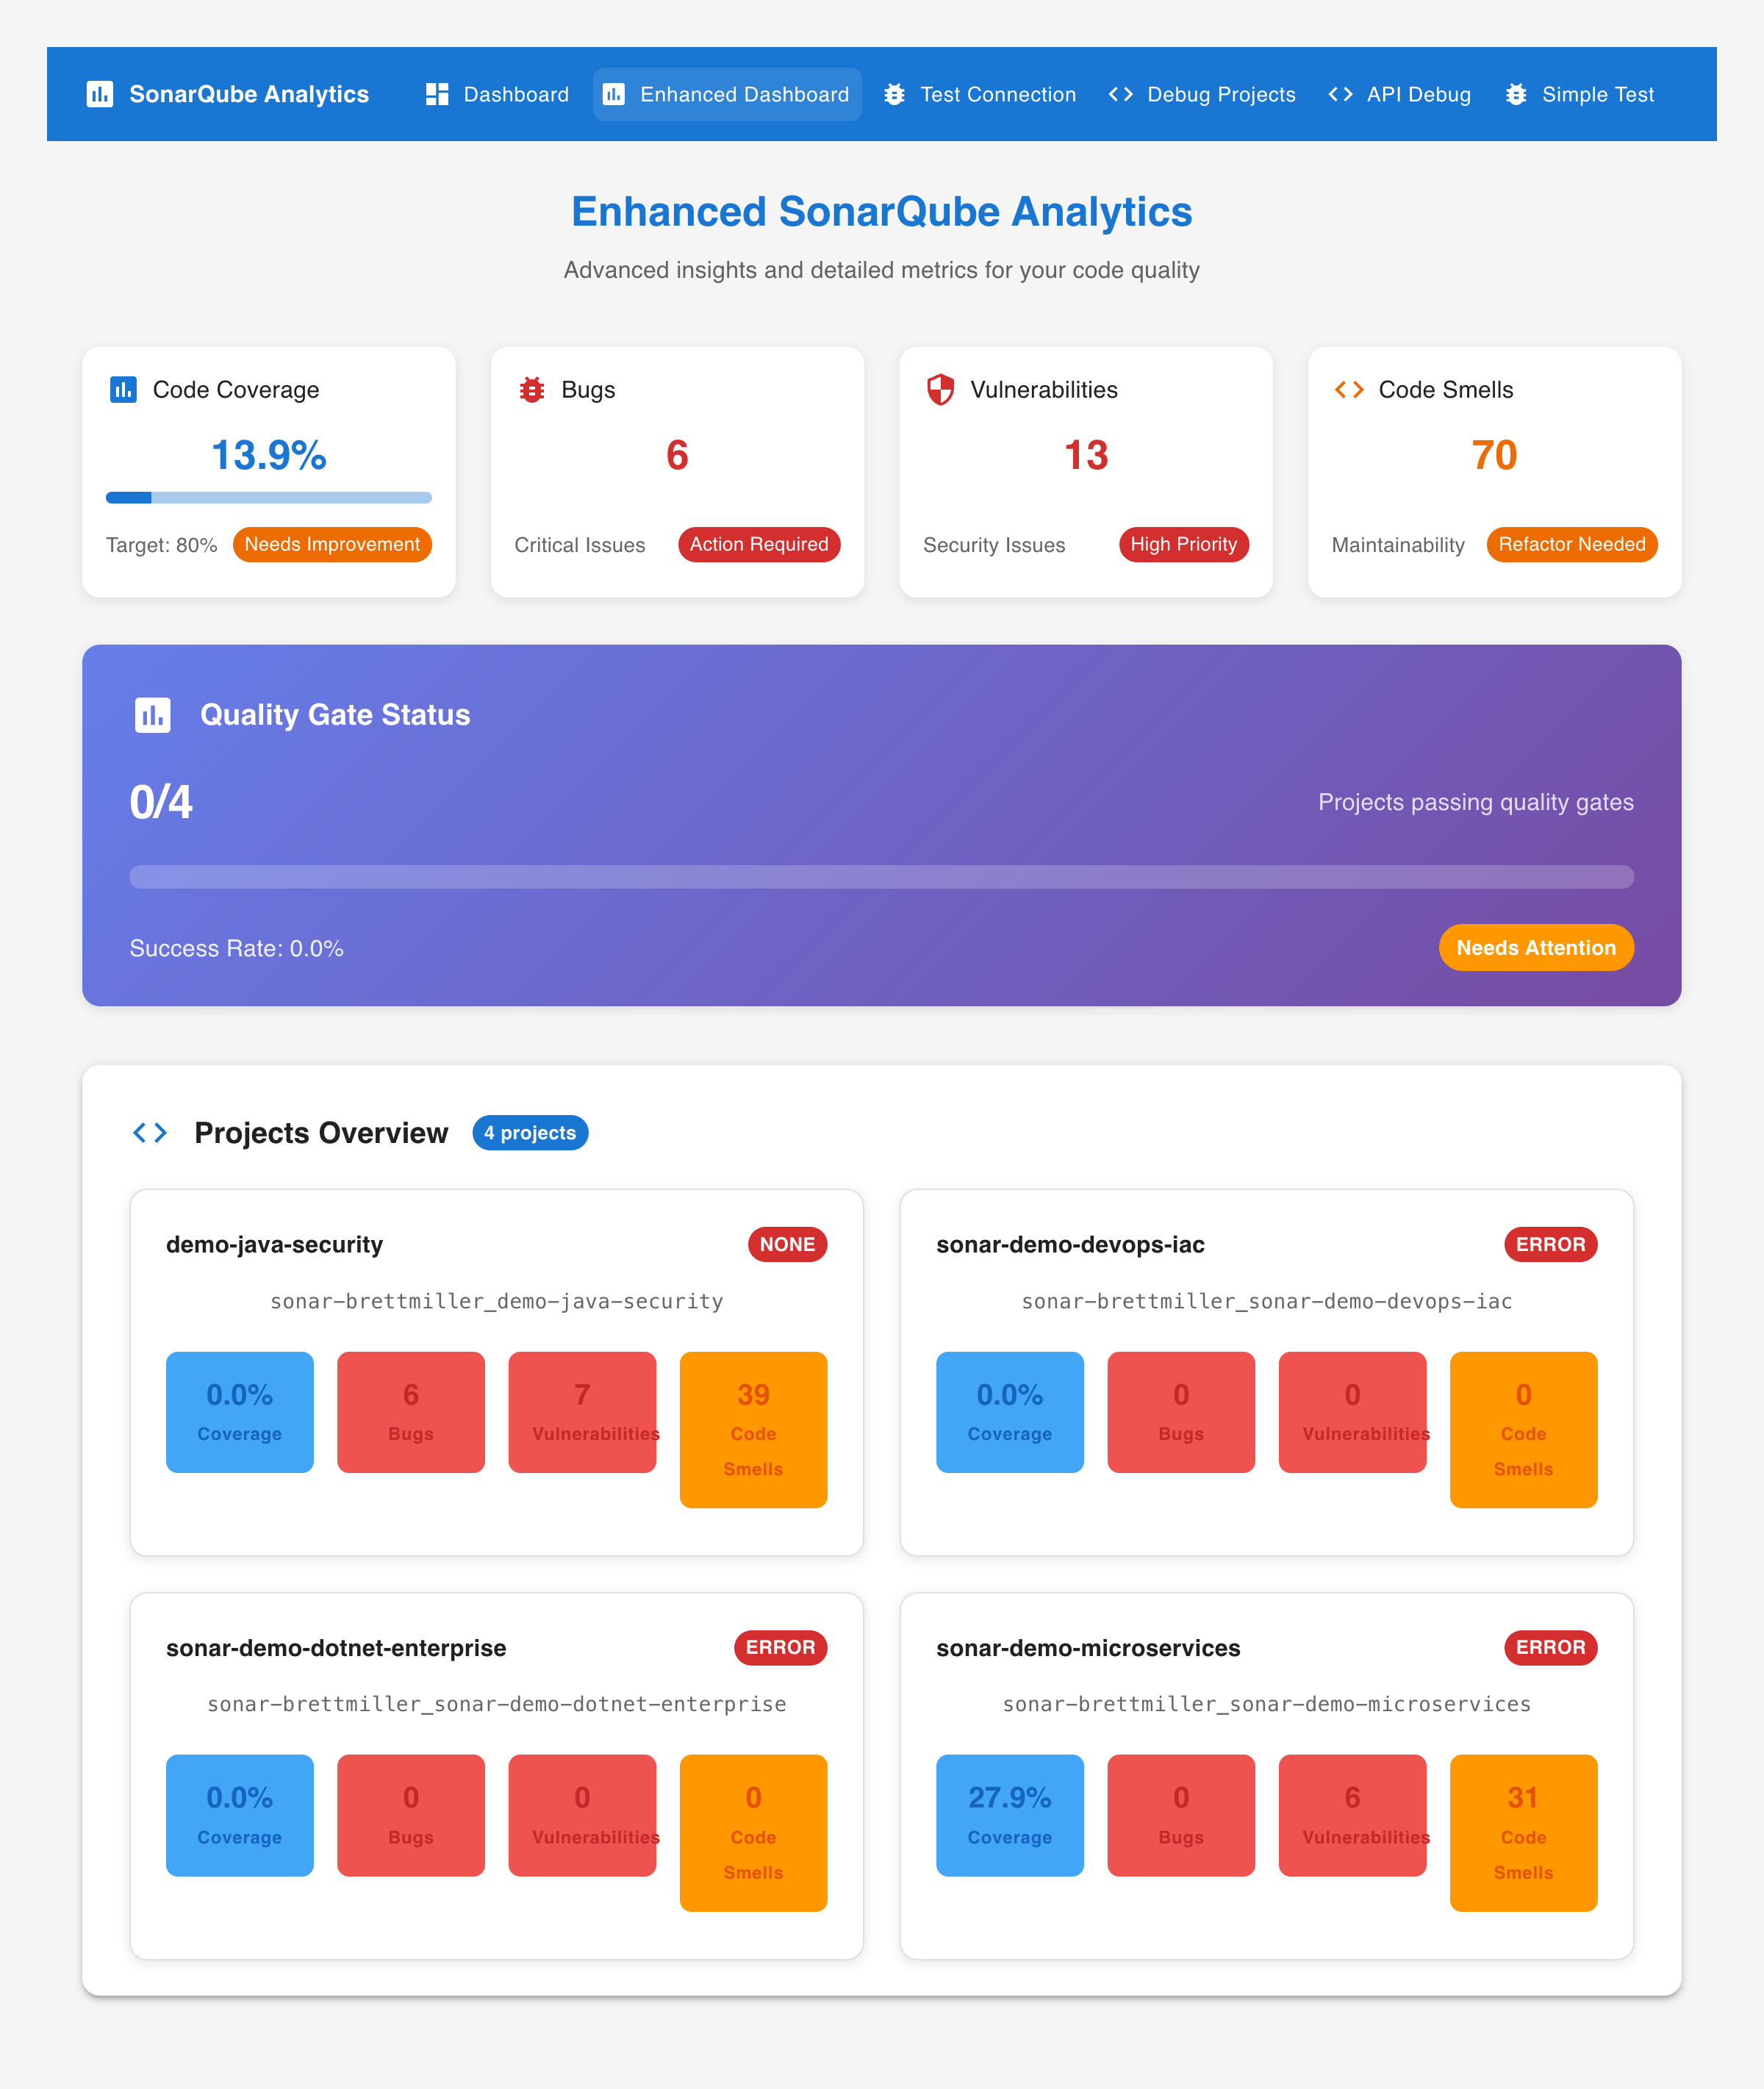 SonarQube Analytics
Dashboard
Enhanced Dashboard
Test Connection
Debug Projects
API Debug
Simple Test
Enhanced SonarQube Analytics
Advanced insights and detailed metrics for your code quality
Code Coverage
13.9%
Target: 80%
Needs Improvement
Bugs
6
Critical Issues
Action Required
Vulnerabilities
13
Security Issues
High Priority
Code Smells
70
Maintainability
Refactor Needed
Quality Gate Status
0/4
Projects passing quality gates
Success Rate: 0.0%
Needs Attention
Projects Overview
4 projects
demo-java-security
NONE
sonar-brettmiller_demo-java-security
0.0%
Coverage
6
Bugs
7
Vulnerabilities
39
Code
Smells
sonar-demo-devops-iac
ERROR
sonar-brettmiller_sonar-demo-devops-iac
0.0%
Coverage
0
Bugs
0
Vulnerabilities
0
Code
Smells
sonar-demo-dotnet-enterprise
ERROR
sonar-brettmiller_sonar-demo-dotnet-enterprise
0.0%
Coverage
0
Bugs
0
Vulnerabilities
0
Code
Smells
sonar-demo-microservices
ERROR
sonar-brettmiller_sonar-demo-microservices
27.9%
Coverage
0
Bugs
6
Vulnerabilities
31
Code
Smells